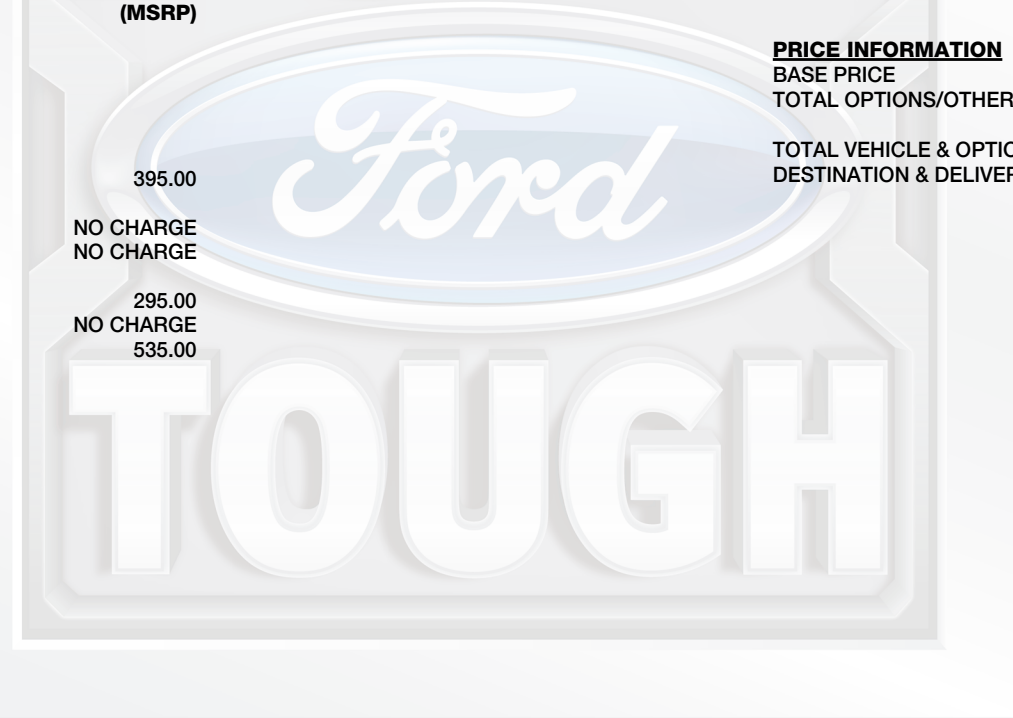 (MSRP)
395.00
NO CHARGE
NO CHARGE
295.00
NO CHARGE
535.00
PRICE INFORMATION
BASE PRICE
TOTAL OPTIONS/OTHER
TOTAL VEHICLE & OPTIO
DESTINATION & DELIVER
Ford
TOUGH